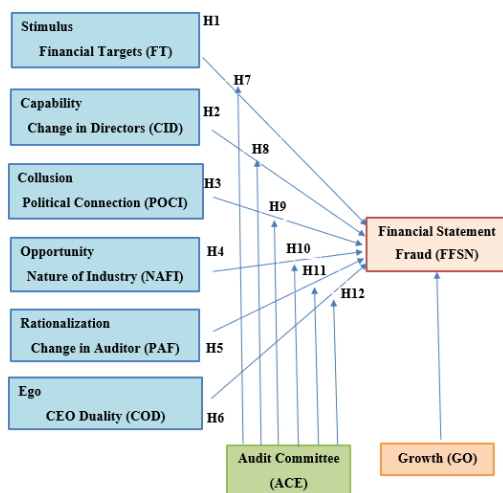 Stimulus
Financial Targets (FT)
H1
H7
Capability
Change in Directors (CID)
H2
H8
Collusion
Political Connection (POCI)
H3
H9
Opportunity
Nature of Industry (NAFI)
H4
H10
H11
H12
Financial Statement
Fraud (FFSN)
Rationalization
Change in Auditor (PAF)
H5
Ego
CEO Duality (COD)
H6
Audit Committee
(ACE)
Growth (GO)